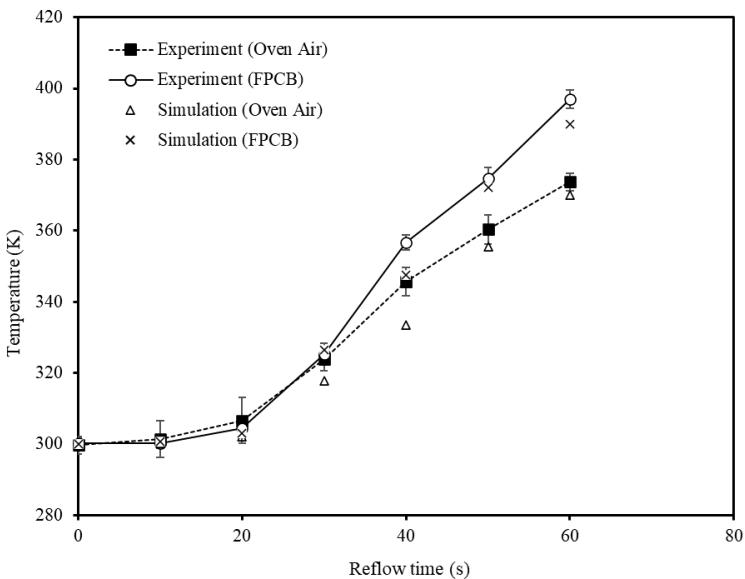 420
400
380
360
340
320
300
280
Temperature (K)
Experiment (Oven Air)
Experiment (FPCB)
Simulation (Oven Air)
Simulation (FPCB)
0
20
40
60
80
Reflow time (s)